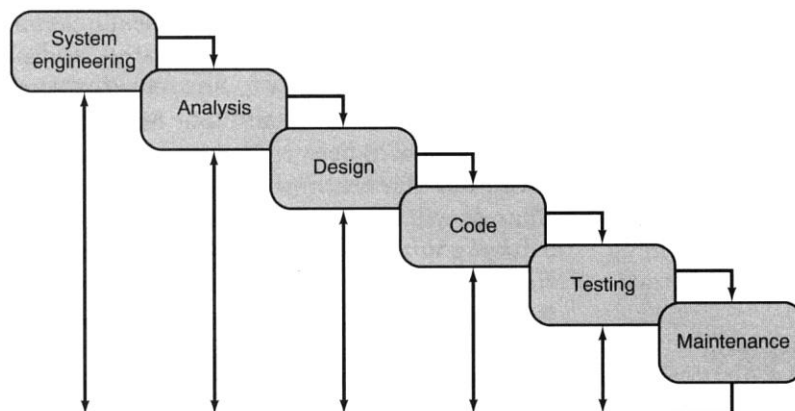 System
engineering
Analysis
Design
Code
Testing
Maintenance